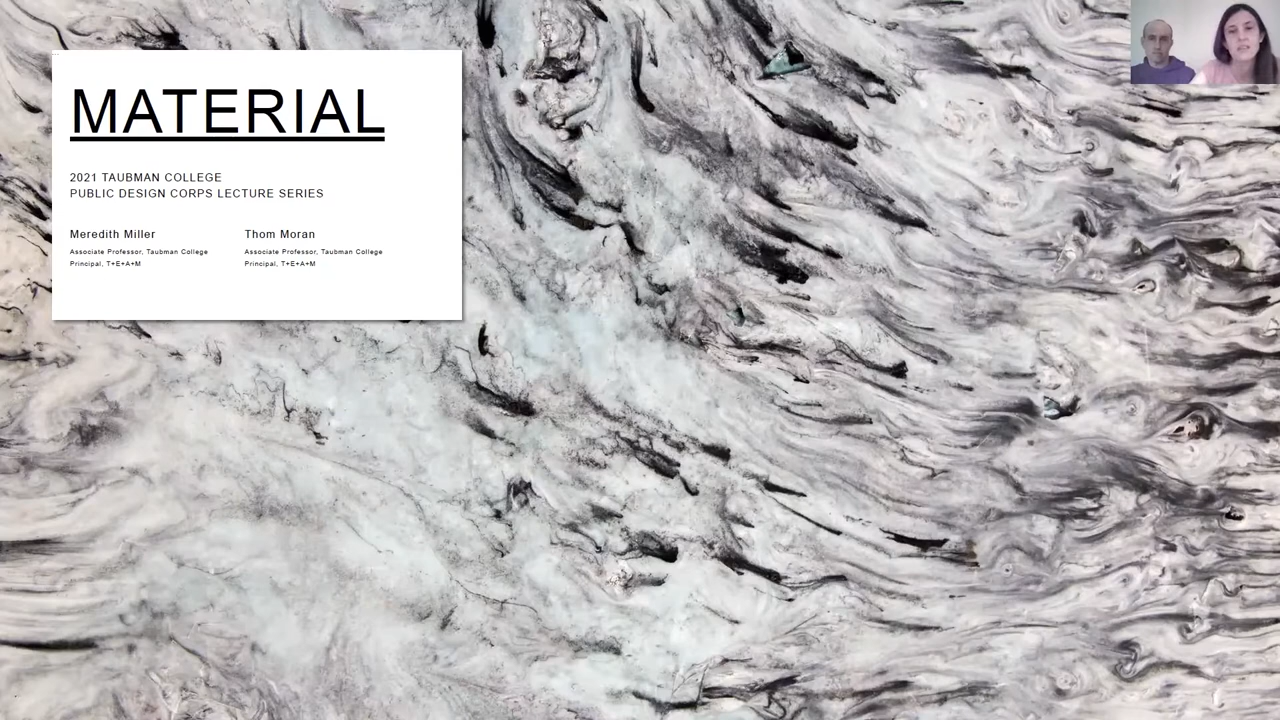 MATERIAL
2021 TAUBMAN COLLEGE
PUBLIC DESIGN CORPS LECTURE SERIES
Meredith Miller
Associate Professor, Taubman College
Principal, T+E+A+M
Thom Moran
Associate Professor, Taubman College
Principal, T+E+A+M